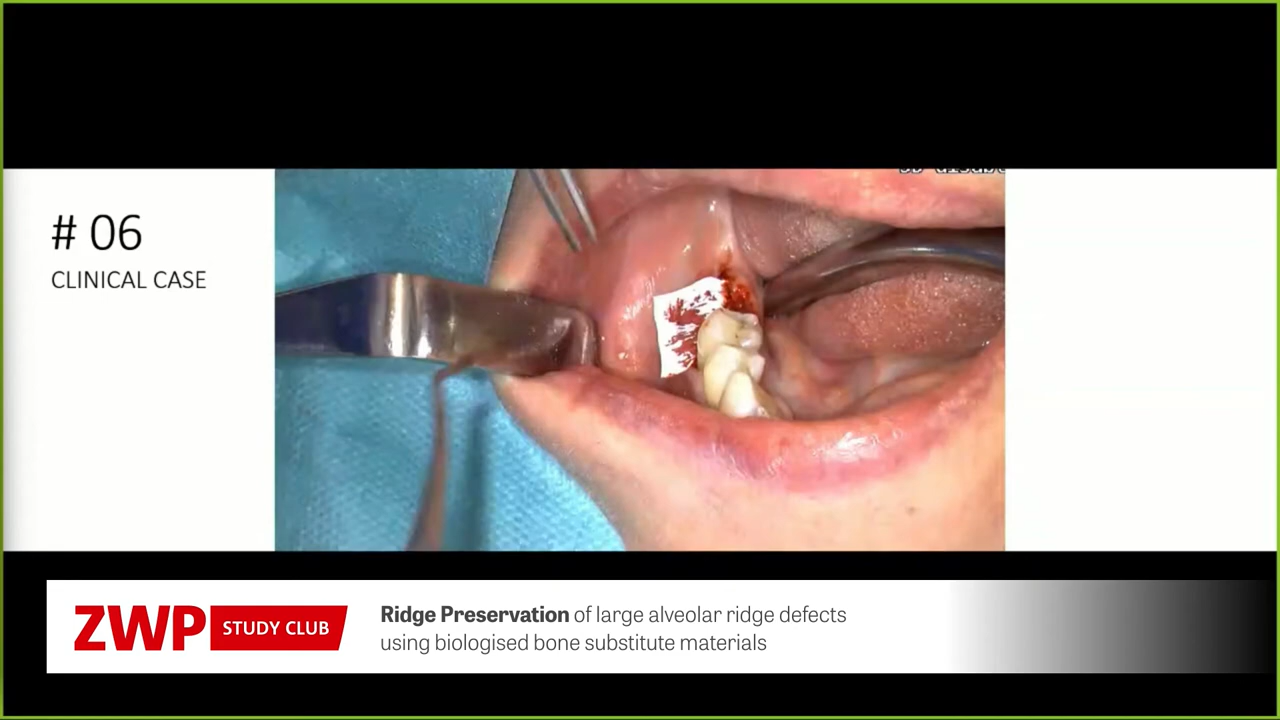 # 06
CLINICAL CASE
ZWP STUDY CLUB
Ridge Preservation of large alveolar ridge defects
using biologised bone substitute materials